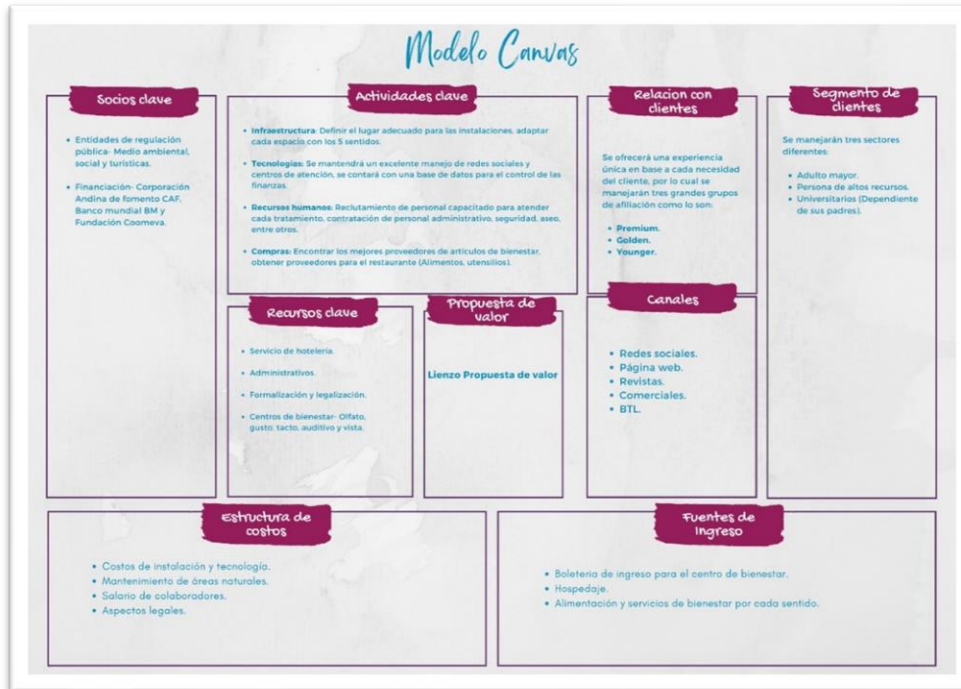 Modelo Canvas
Socios clave
• Entidades de regulación
pública- Medio ambiental,
social y turísticas.
• Financiación- Corporación
Andina de fomento CAF,
Banco mundial BM y
Fundación Coomeva.
Actividades clave
• Infraestructura: Definir el lugar adecuado para las instalaciones, adaptar
cada espacio con los 5 sentidos.
• Tecnologías: Se mantendrá un excelente manejo de redes sociales y
centros de atención, se contará con una base de datos para el control de las
finanzas.
• Recursos humanos: Reclutamiento de personal capacitado para atender
cada tratamiento, contratación de personal administrativo, seguridad, aseo,
entre otros.
• Compras: Encontrar los mejores proveedores de artículos de bienestar,
obtener proveedores para el restaurante (Alimentos, utensilios).
Recursos clave
• Servicio de hotelería.
• Administrativos.
• Formalización y legalización.
• Centros de bienestar- Olfato,
gusto, tacto, auditivo y vista.
Propuesta de
valor
Lienzo Propuesta de valor
Relacion con
clientes
Se ofrecerá una experiencia
única en base a cada necesidad
del cliente, por lo cual se
manejarán tres grandes grupos
de afiliación como lo son:
• Premium.
• Golden.
• Younger.
Canales
• Redes sociales.
• Página web.
• Revistas.
• Comerciales.
• BTL.
Segmento de
clientes
Se manejarán tres sectores
diferentes:
• Adulto mayor.
• Persona de altos recursos.
• Universitarios (Dependiente
de sus padres).
Estructura de
costos
• Costos de instalación y tecnología.
• Mantenimiento de áreas naturales.
• Salario de colaboradores.
• Aspectos legales.
Fuentes de
Ingreso
• Boleteria de ingreso para el centro de bienestar.
• Hospedaje.
• Alimentación y servicios de bienestar por cada sentido.